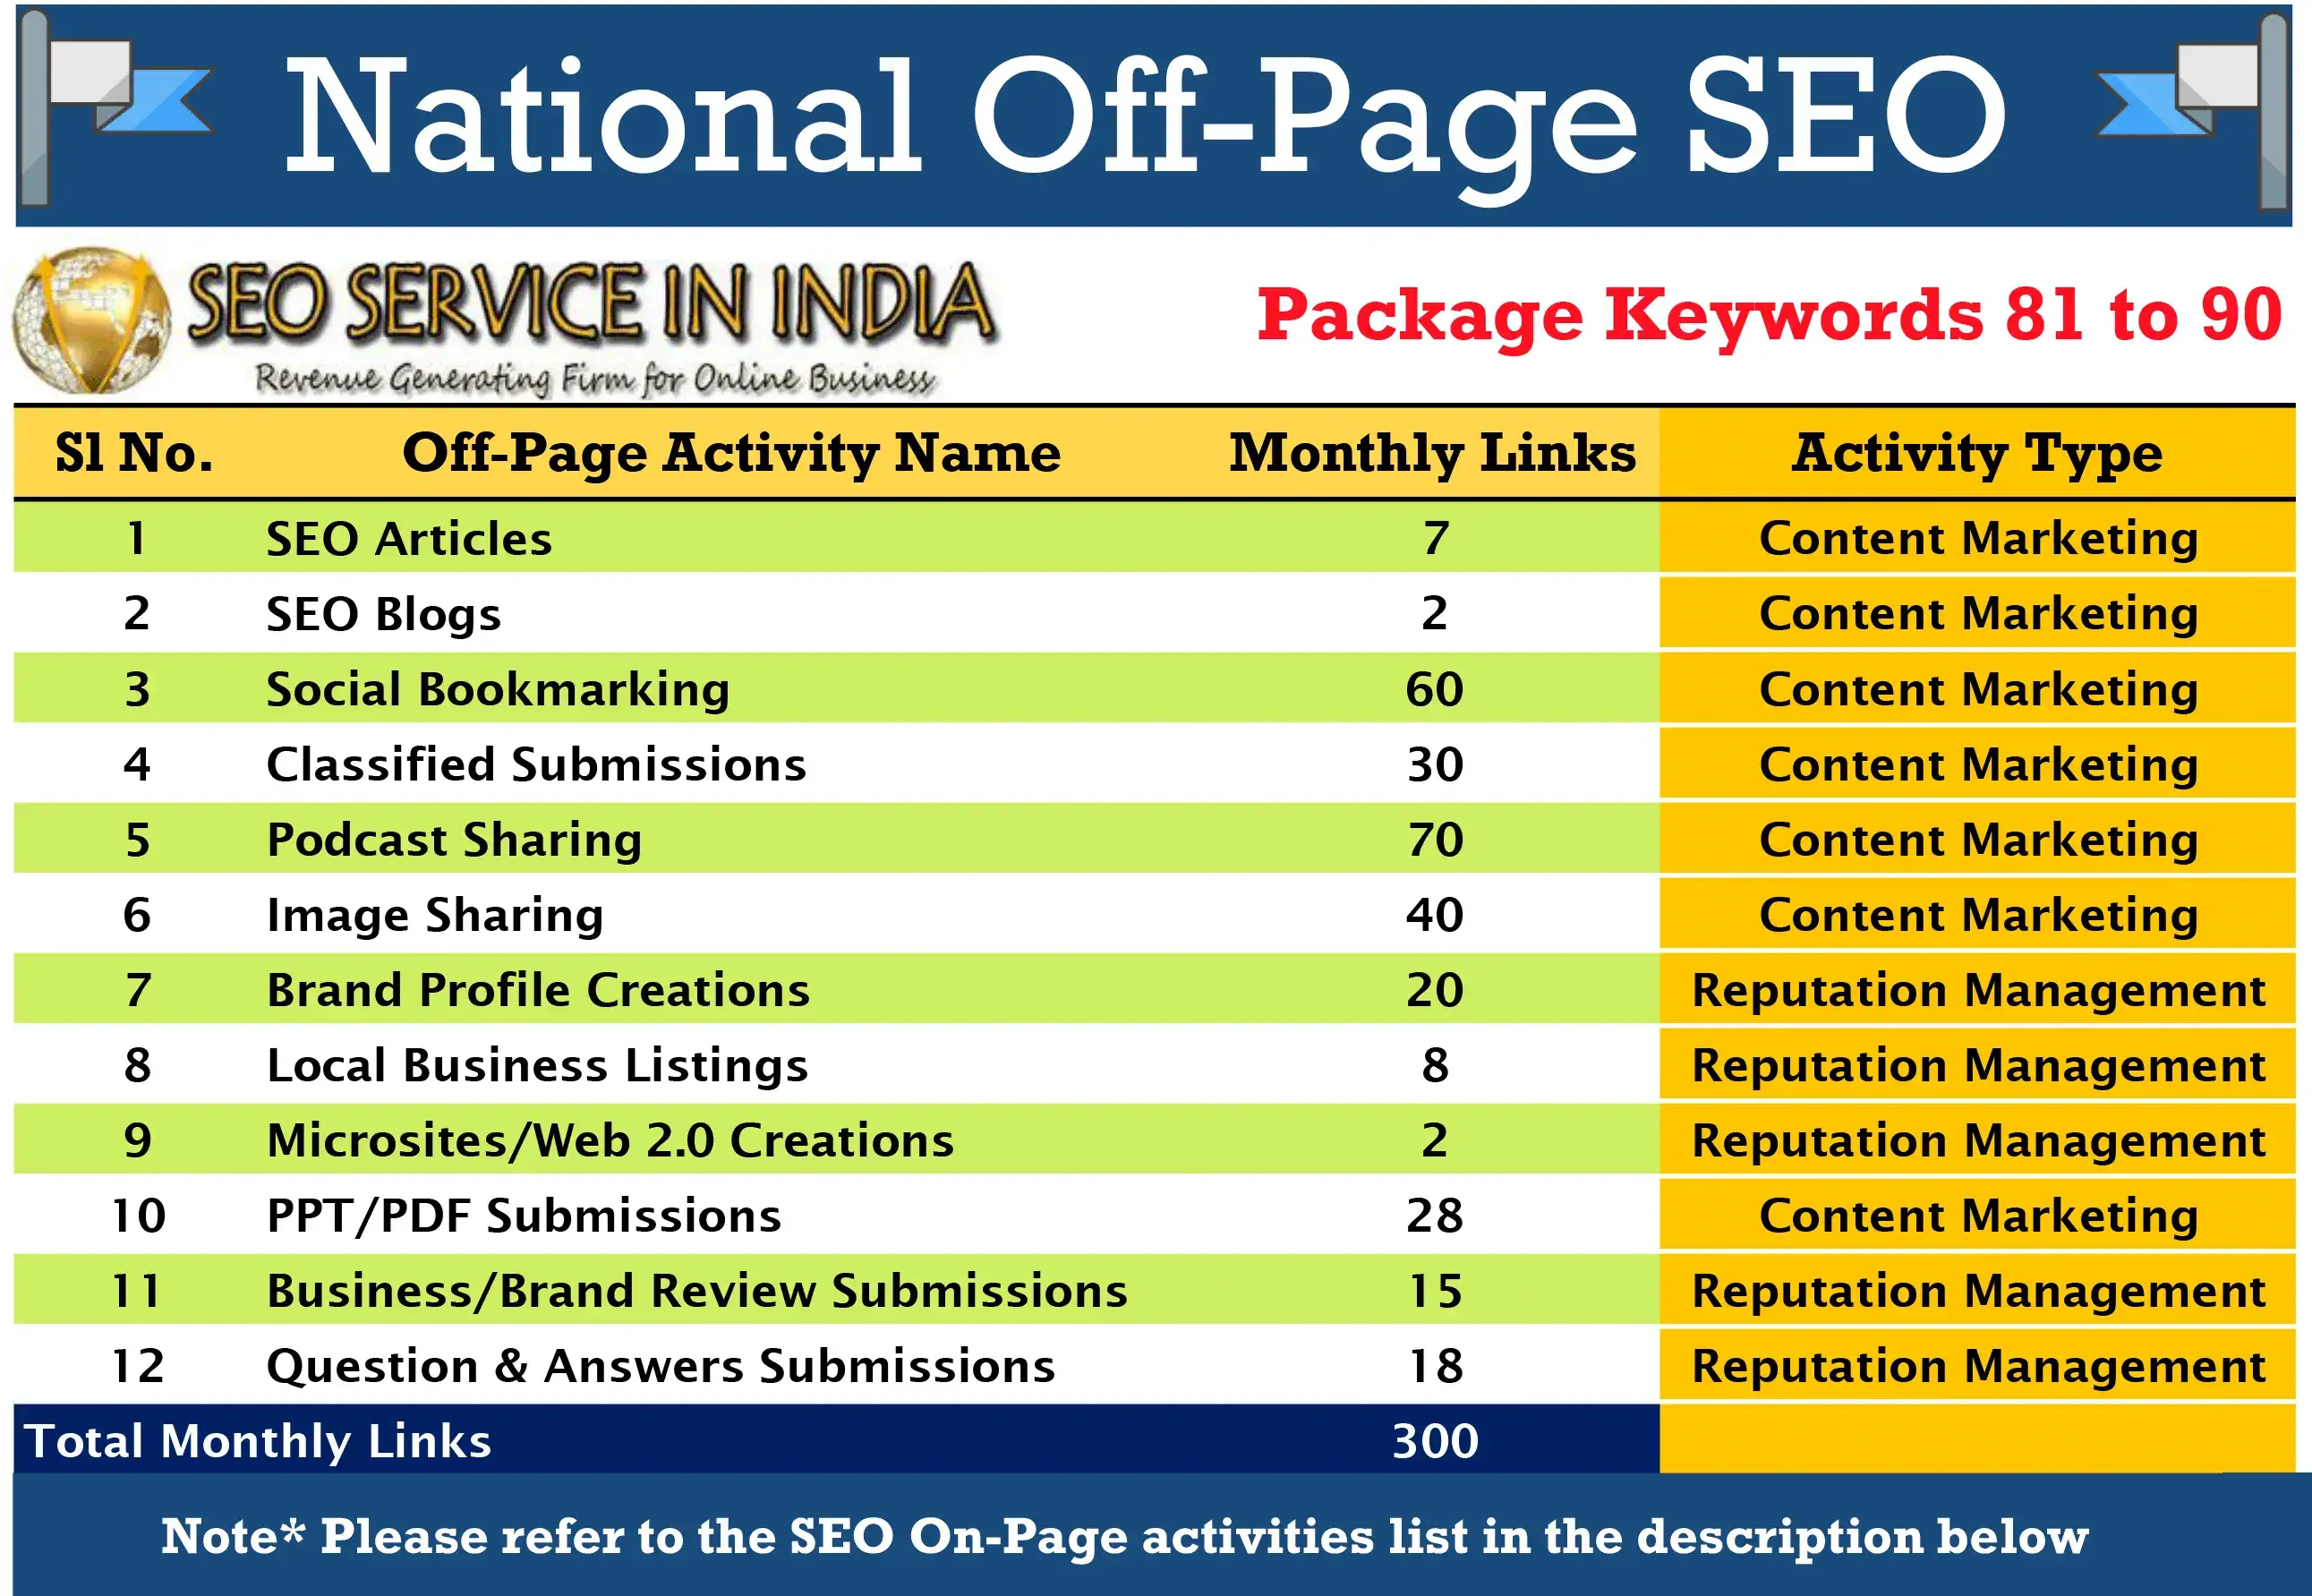 National Off-Page SEO
SEO SERVICE IN INDIA
Revenue Generating Firm for Online Business
Package Keywords 81 to 90
Sl No. Off-Page Activity Name Monthly Links Activity Type
1 SEO Articles 7 Content Marketing
2 SEO Blogs 2 Content Marketing
3 Social Bookmarking 60 Content Marketing
4 Classified Submissions 30 Content Marketing
5 Podcast Sharing 70 Content Marketing
6 Image Sharing 40 Content Marketing
7 Brand Profile Creations 20 Reputation Management
8 Local Business Listings 8 Reputation Management
9 Microsites/Web 2.0 Creations 2 Reputation Management
10 PPT/PDF Submissions 28 Content Marketing
11 Business/Brand Review Submissions 15 Reputation Management
12 Question & Answers Submissions 18 Reputation Management
Total Monthly Links 300
Note* Please refer to the SEO On-Page activities list in the description below